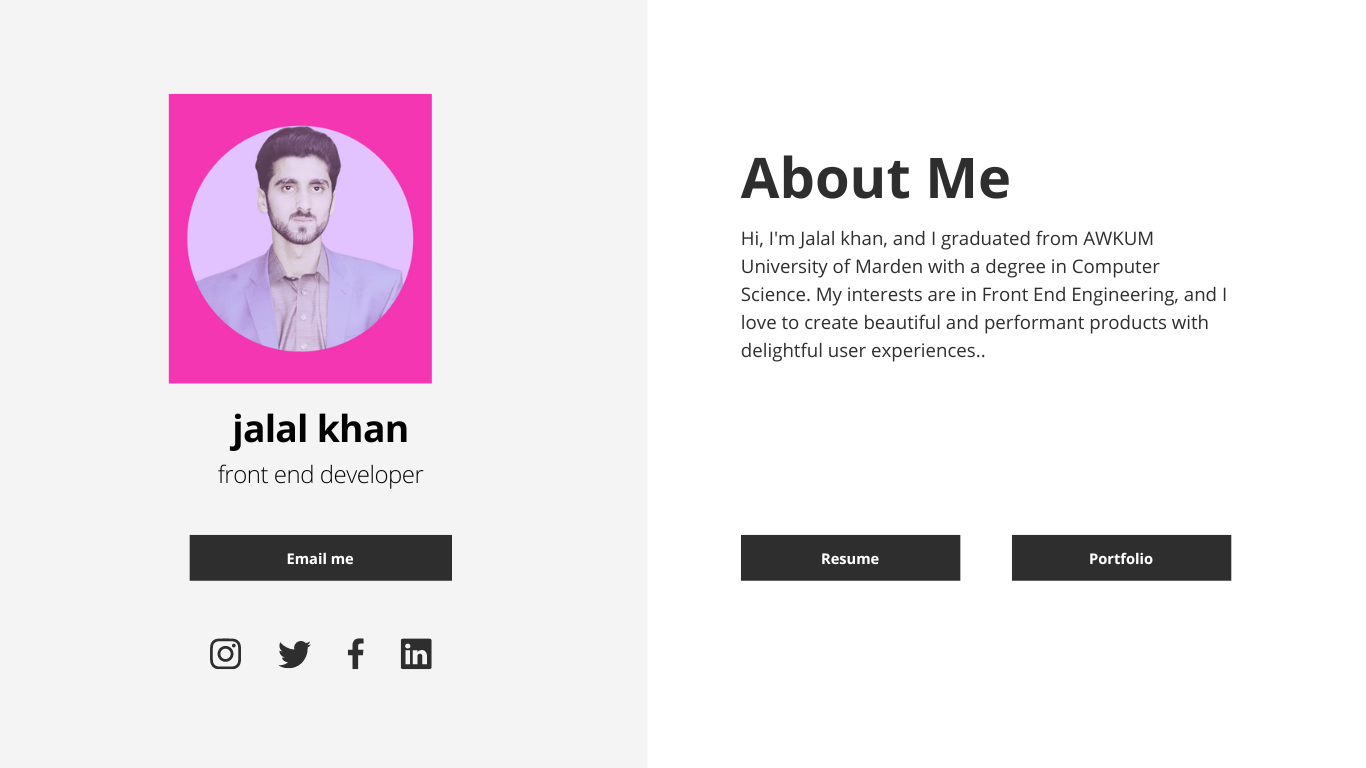 jalal khan
front end developer
Email me
About Me
Hi, I'm Jalal khan, and I graduated from AWKUM
University of Marden with a degree in Computer
Science. My interests are in Front End Engineering, and I
love to create beautiful and performant products with
delightful user experiences..
Resume
Portfolio